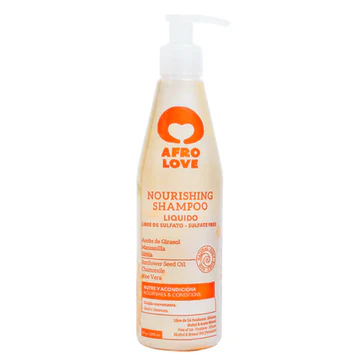 AFRO
LOVE
NOURISHING
SHAMPOO
LIQUIDO
LIBRE DE SULFATO - SULFATE FREE
Aceite de Girasol
Manzanilla
Sábila
Sunflower Seed Oil
Chamomile
Aloe Vera
NUTRE Y ACONDICIONA
NOURISHES & CONDITIONS